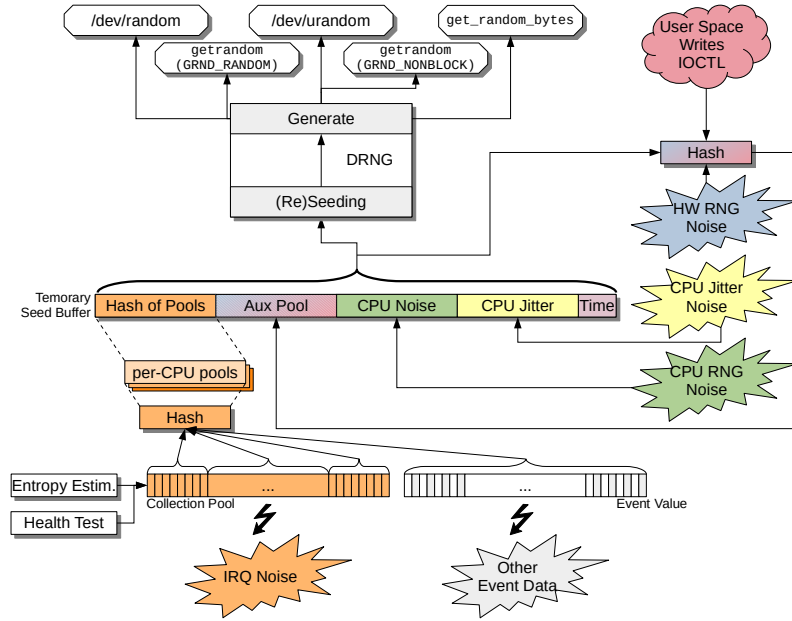 /dev/random
/dev/urandom
get_random_bytes
getrandom
(GRND_RANDOM)
getrandom
(GRND_NONBLOCK)
User Space
Writes
IOCTL
Generate
DRNG
(Re)Seeding
Hash
HW RNG
Noise
Temorary
Seed Buffer
Hash of Pools
Aux Pool
CPU Noise
CPU Jitter
Time
CPU Jitter
Noise
per-CPU pools
CPU RNG
Noise
Hash
Entropy Estim.
...
...
Collection Pool
Event Value
Health Test
IRQ Noise
Other
Event Data